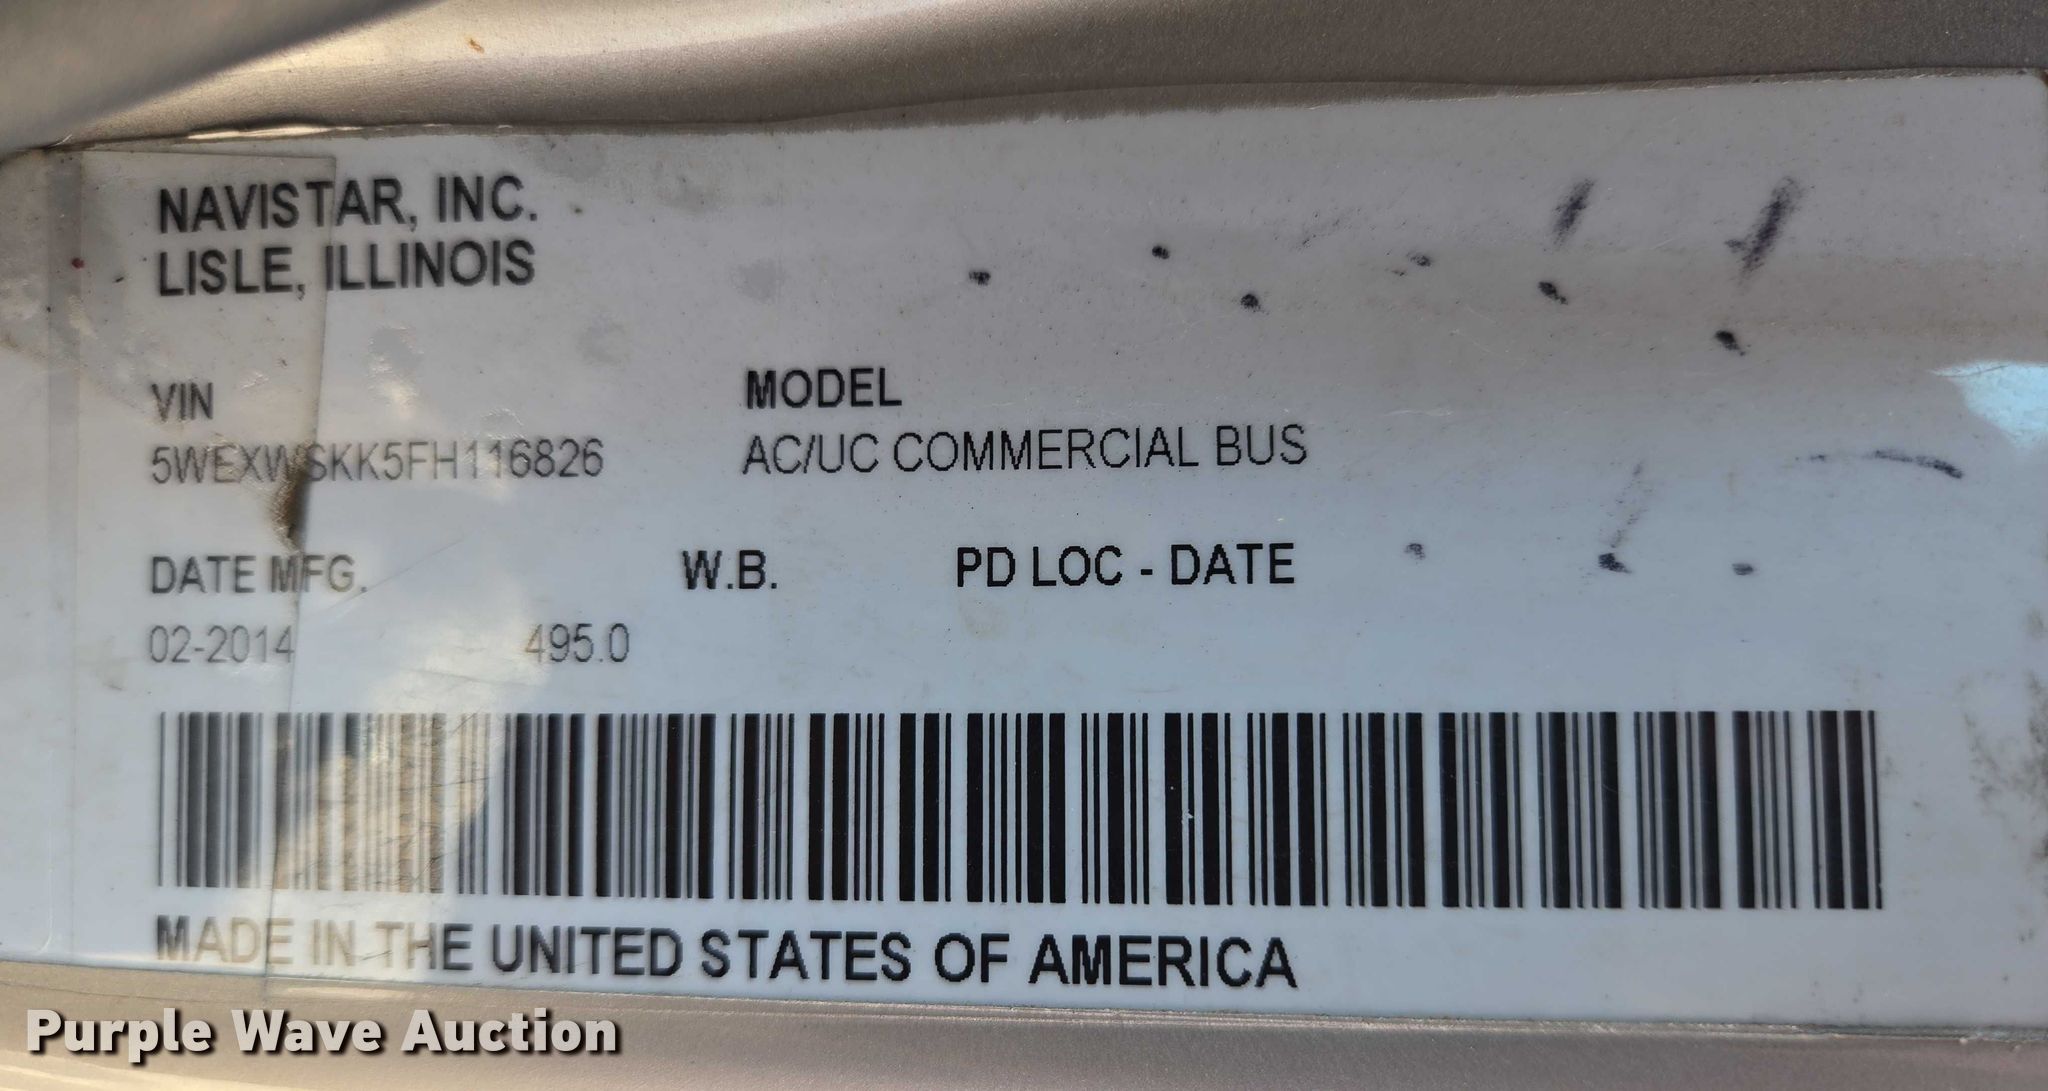 NAVISTAR, INC.
LISLE, ILLINOIS
VIN MODEL
5WEXWSKK5FH116826 AC/UC COMMERCIAL BUS
DATE MFG. W.B. PD LOC - DATE
02-2014 495.0
MADE IN THE UNITED STATES OF AMERICA
Purple Wave Auction